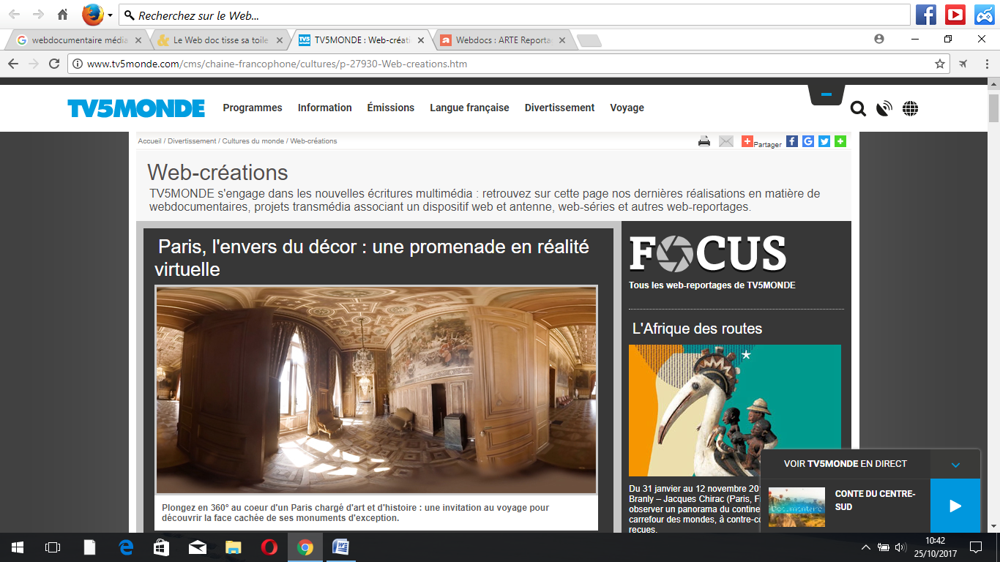 Recherchez sur le Web...
webdocumentaire média
Le Web doc tisse sa toile
TV5MONDE : Web-créati
Webdocs : ARTE Reporta
www.tv5monde.com/cms/chaine-francophone/cultures/p-27930-Web-creations.htm
TV5MONDE
Programmes Information Émissions Langue française Divertissement Voyage
Accueil / Divertissement / Cultures du monde / Web-créations
Partager
Web-créations
TV5MONDE s'engage dans les nouvelles écritures multimédia : retrouvez sur cette page nos dernières réalisations en matière de
webdocumentaires, projets transmédia associant un dispositif web et antenne, web-séries et autres web-reportages.
Paris, l'envers du décor : une promenade en réalité
virtuelle
Plongez en 360° au coeur d'un Paris chargé d'art et d'histoire : une invitation au voyage pour
découvrir la face cachée de ses monuments d'exception.
FOCUS
Tous les web-reportages de TV5MONDE
L'Afrique des routes
Du 31 janvier au 12 novembre 201
Branly – Jacques Chirac (Paris, F
observer un panorama du contine
carrefour des mondes, à contre-co
reçues.
VOIR TV5MONDE EN DIRECT
Documentaire
CONTE DU CENTRE-
SUD
10:42
25/10/2017